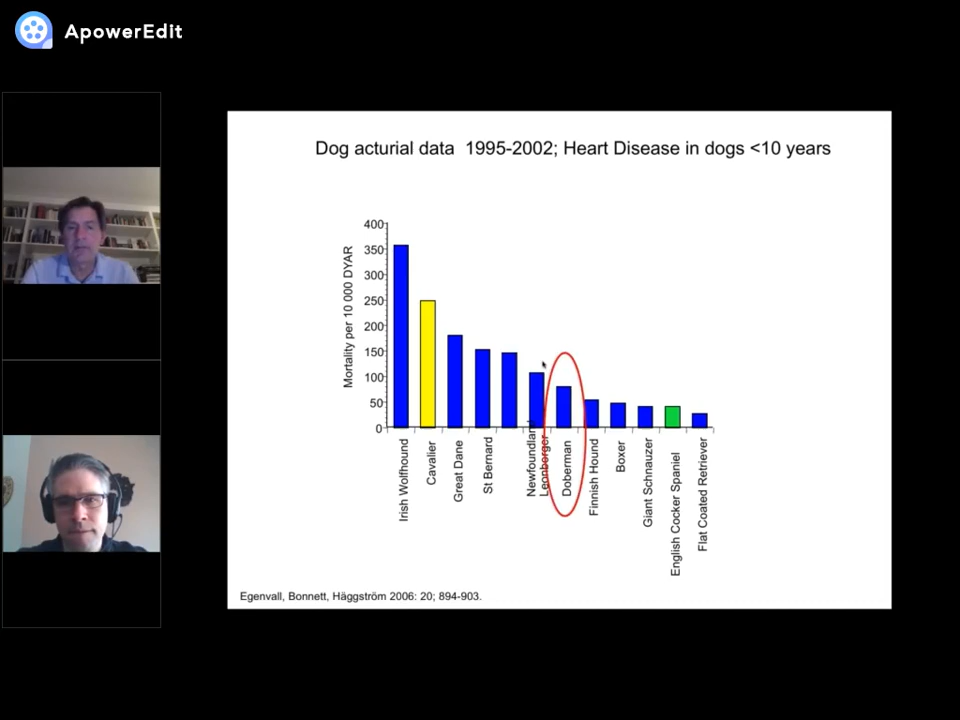 ApowerEdit
Dog acturial data 1995-2002; Heart Disease in dogs <10 years
Mortality per 10 000 DYAR
400
350
300
250
200
150
100
50
0
Irish Wolfhound
Cavalier
Great Dane
St Bernard
Newfoundland
Leonberger
Doberman
Finnish Hound
Boxer
Giant Schnauzer
English Cocker Spaniel
Flat Coated Retriever
Egenvall, Bonnett, Häggström 2006: 20; 894-903.